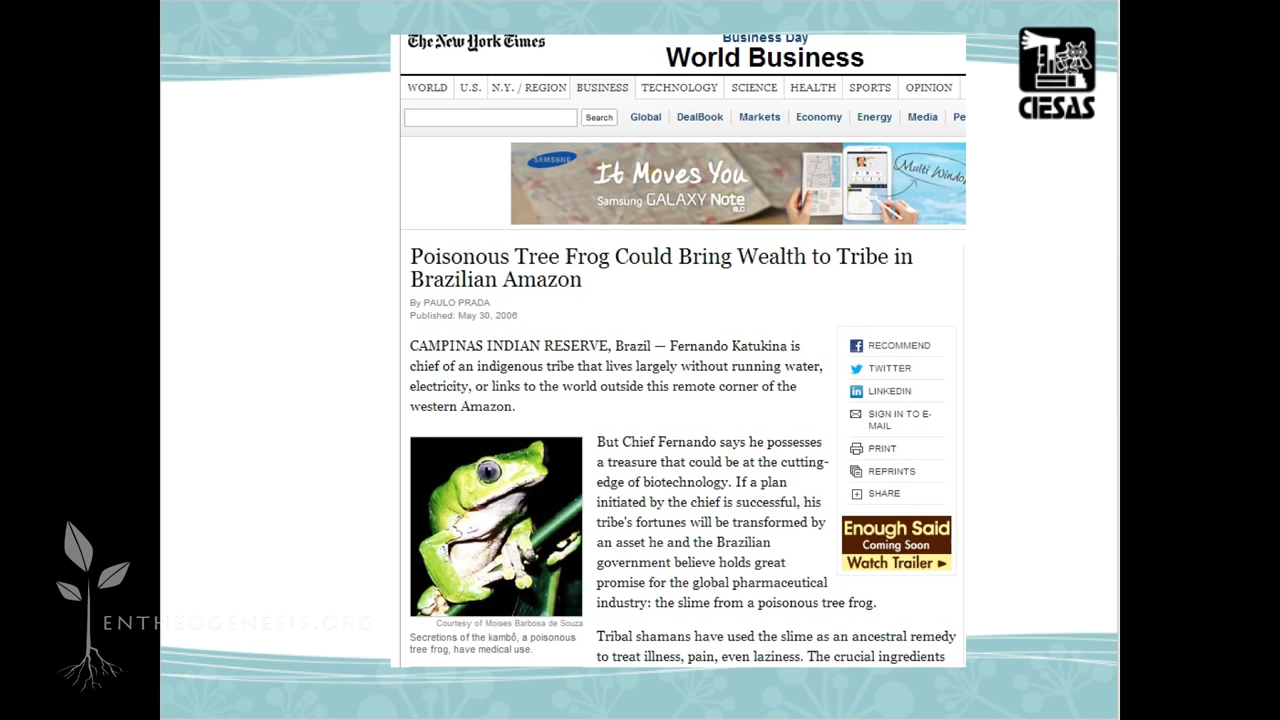 The New York Times
Business Day
World Business
CIESAS
WORLD U.S. N.Y. / REGION BUSINESS TECHNOLOGY SCIENCE HEALTH SPORTS OPINION
Search Global DealBook Markets Economy Energy Media Pe
SAMSUNG
It Moves You
Samsung GALAXY Note 8.0
Multi Window
Poisonous Tree Frog Could Bring Wealth to Tribe in
Brazilian Amazon
By PAULO PRADA
Published: May 30, 2006
CAMPINAS INDIAN RESERVE, Brazil — Fernando Katukina is
chief of an indigenous tribe that lives largely without running water,
electricity, or links to the world outside this remote corner of the
western Amazon.
RECOMMEND
TWITTER
LINKEDIN
SIGN IN TO E-
MAIL
PRINT
REPRINTS
SHARE
Enough Said
Coming Soon
Watch Trailer ►
But Chief Fernando says he possesses
a treasure that could be at the cutting-
edge of biotechnology. If a plan
initiated by the chief is successful, his
tribe's fortunes will be transformed by
an asset he and the Brazilian
government believe holds great
promise for the global pharmaceutical
industry: the slime from a poisonous tree frog.
Courtesy of Moises Barbosa de Souza
Secretions of the kambô, a poisonous
tree frog, have medical use.
Tribal shamans have used the slime as an ancestral remedy
to treat illness, pain, even laziness. The crucial ingredients
ENTHEOGENESIS.ORG